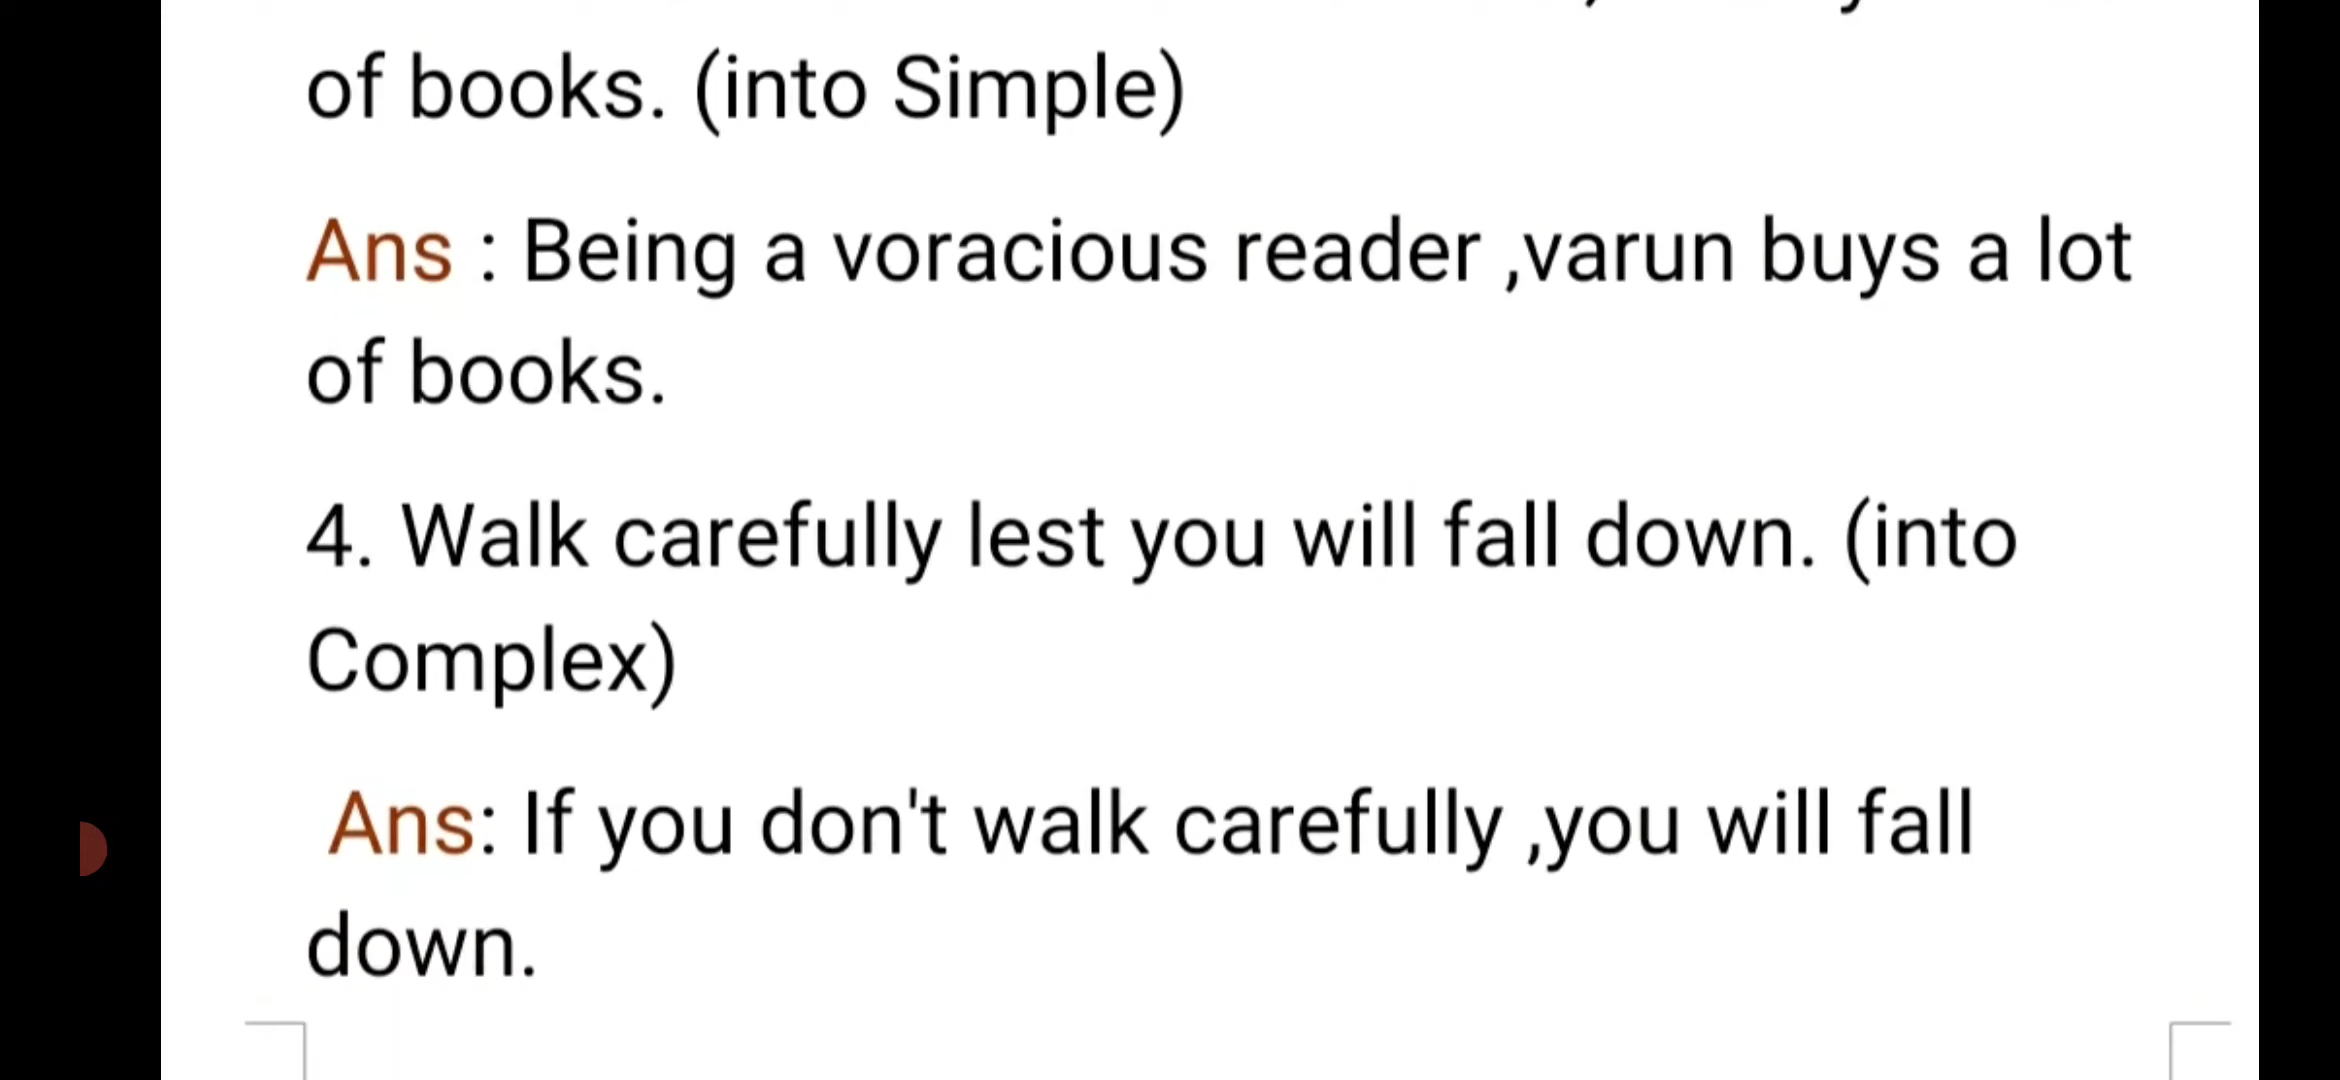 of books. (into Simple)
Ans : Being a voracious reader ,varun buys a lot
of books.
4. Walk carefully lest you will fall down. (into
Complex)
Ans: If you don't walk carefully ,you will fall
down.